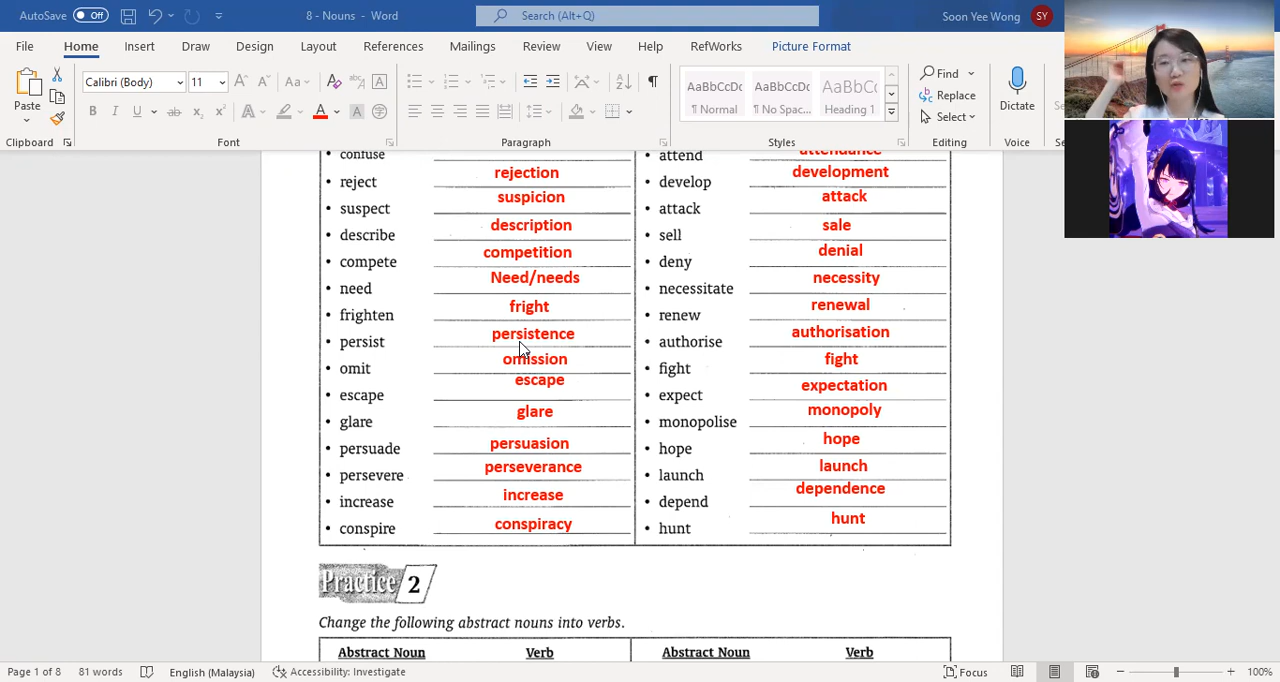 AutoSave Off 8 - Nouns - Word Search (Alt+Q) Soon Yee Wong SY
File Home Insert Draw Design Layout References Mailings Review View Help RefWorks Picture Format
Paste Calibri (Body) 11 Aa AaBbCcDc AaBbCcDc AaBbCc Find Replace Select Dictate
B I U ab x₂ x² A A A ¶ Normal ¶ No Spac... Heading 1
Clipboard Font Paragraph Styles Editing Voice
confuse attend attendance
• reject rejection • develop development
• suspect suspicion • attack attack
• describe description • sell sale
• compete competition • deny denial
• need Need/needs • necessitate necessity
• frighten fright • renew renewal
• persist persistence • authorise authorisation
• omit omission • fight fight
• escape escape • expect expectation
• glare glare • monopolise monopoly
• persuade persuasion • hope hope
• persevere perseverance • launch launch
• increase increase • depend dependence
• conspire conspiracy • hunt hunt
Practice 2
Change the following abstract nouns into verbs.
Abstract Noun Verb Abstract Noun Verb
Page 1 of 8 81 words English (Malaysia) Accessibility: Investigate Focus 100%